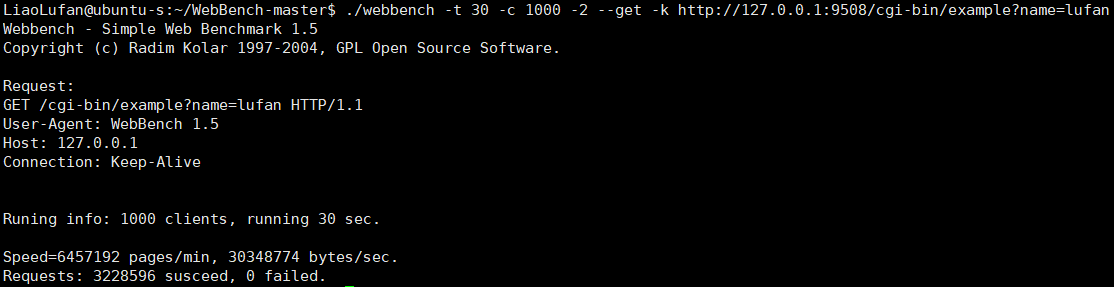 LiaoLufan@ubuntu-s:~/WebBench-master$ ./webbench -t 30 -c 1000 -2 --get -k http://127.0.0.1:9508/cgi-bin/example?name=lufan
Webbench - Simple Web Benchmark 1.5
Copyright (c) Radim Kolar 1997-2004, GPL Open Source Software.
Request:
GET /cgi-bin/example?name=lufan HTTP/1.1
User-Agent: WebBench 1.5
Host: 127.0.0.1
Connection: Keep-Alive
Runing info: 1000 clients, running 30 sec.
Speed=6457192 pages/min, 30348774 bytes/sec.
Requests: 3228596 susceed, 0 failed.